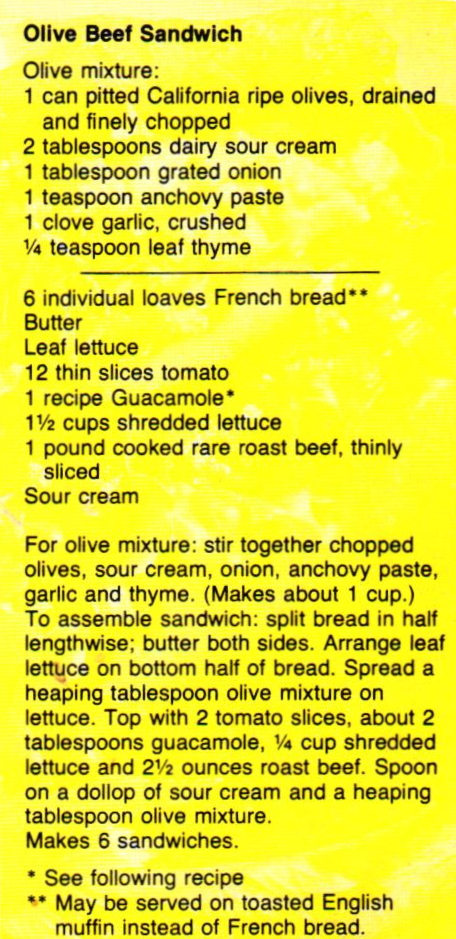 Olive Beef Sandwich
Olive mixture:
1 can pitted California ripe olives, drained
and finely chopped
2 tablespoons dairy sour cream
1 tablespoon grated onion
1 teaspoon anchovy paste
1 clove garlic, crushed
¼ teaspoon leaf thyme
6 individual loaves French bread**
Butter
Leaf lettuce
12 thin slices tomato
1 recipe Guacamole*
1½ cups shredded lettuce
1 pound cooked rare roast beef, thinly
sliced
Sour cream
For olive mixture: stir together chopped
olives, sour cream, onion, anchovy paste,
garlic and thyme. (Makes about 1 cup.)
To assemble sandwich: split bread in half
lengthwise; butter both sides. Arrange leaf
lettuce on bottom half of bread. Spread a
heaping tablespoon olive mixture on
lettuce. Top with 2 tomato slices, about 2
tablespoons guacamole, ¼ cup shredded
lettuce and 2½ ounces roast beef. Spoon
on a dollop of sour cream and a heaping
tablespoon olive mixture.
Makes 6 sandwiches.
* See following recipe
** May be served on toasted English
muffin instead of French bread.